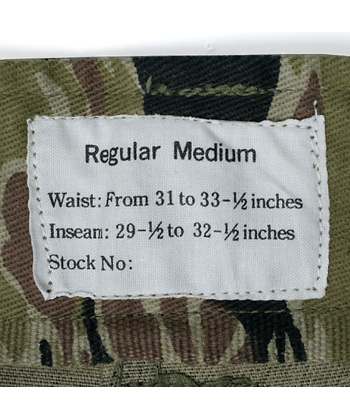 Regular Medium
Waist: From 31 to 33-½ inches
Inseam: 29-½ to 32-½ inches
Stock No: